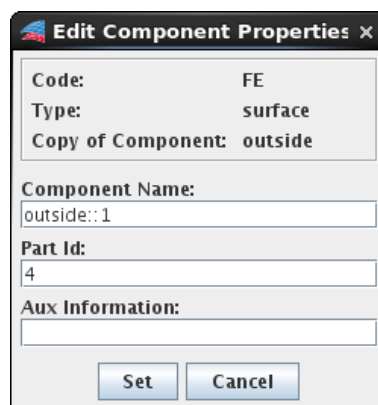 Edit Component Properties ×
Code: FE
Type: surface
Copy of Component: outside
Component Name:
outside::1
Part Id:
4
Aux Information:
Set Cancel